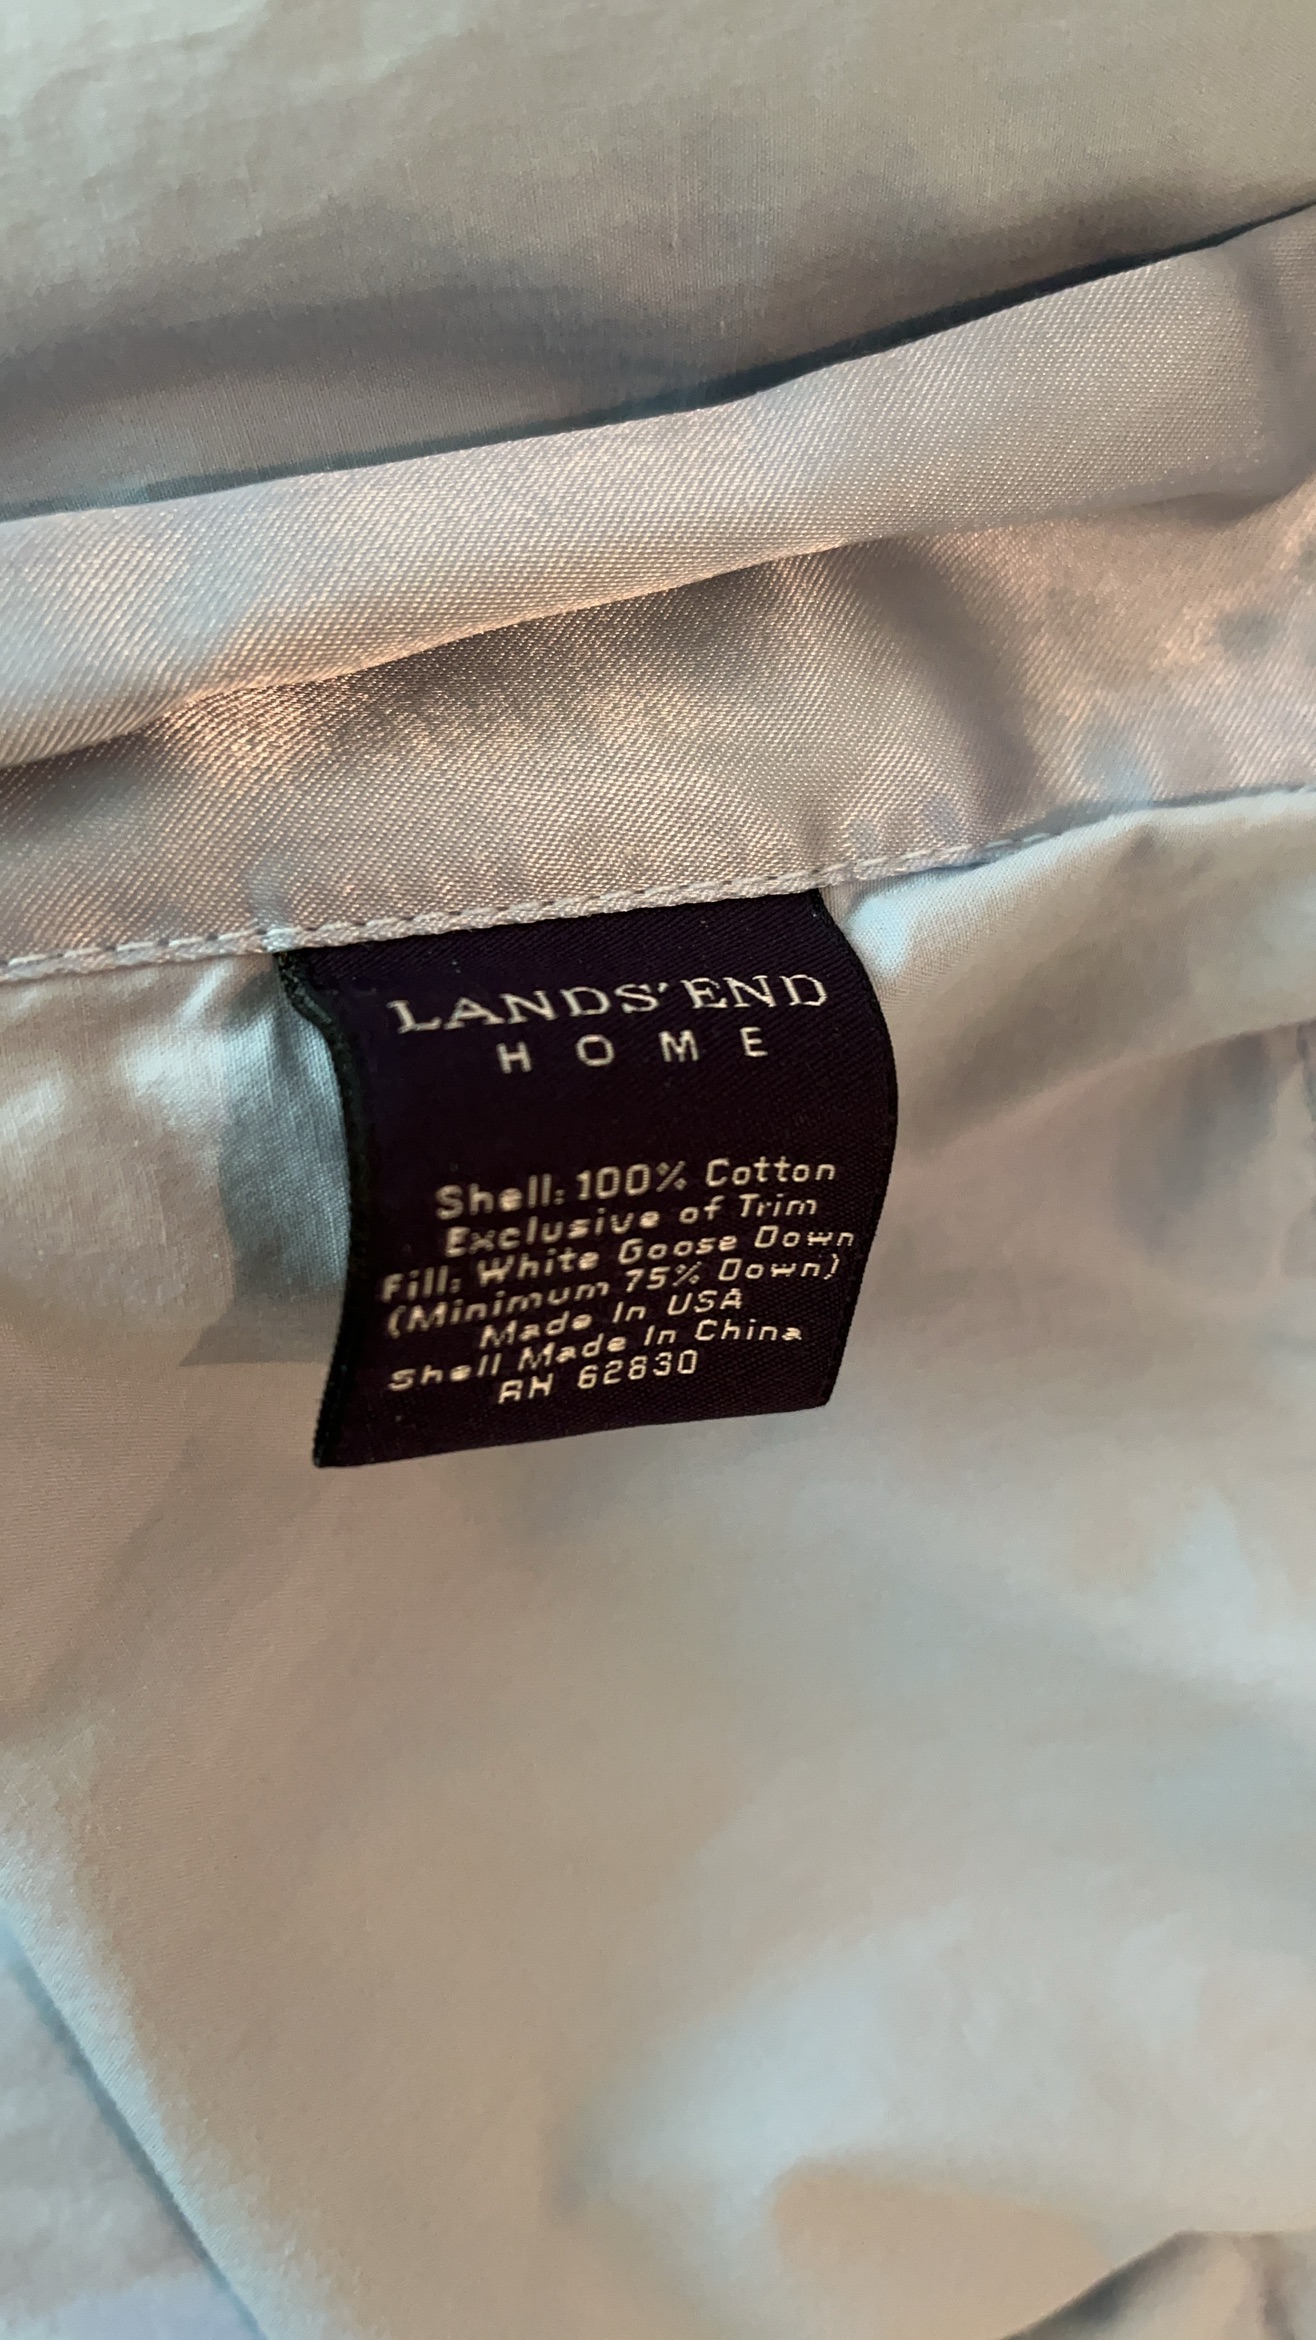 LANDS' END
HOME
Shell: 100% Cotton
Exclusive of Trim
Fill: White Goose Down
(Minimum 75% Down)
Made In USA
Shell Made In China
RN 62830